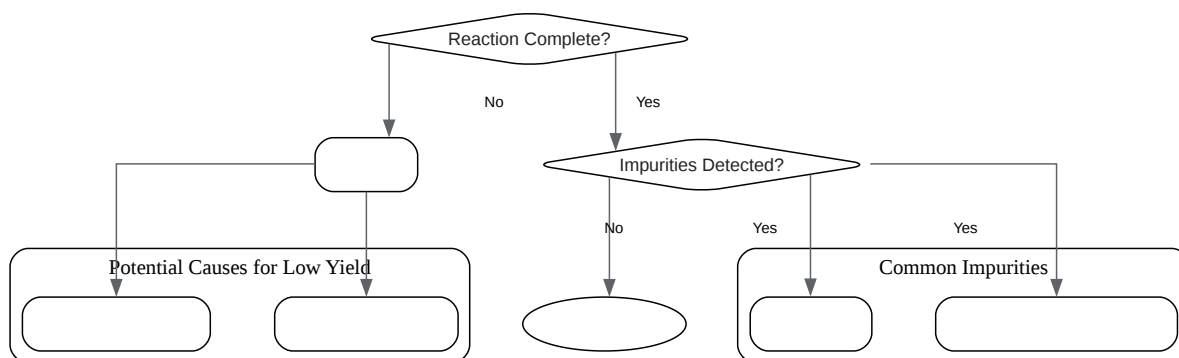 Reaction Complete?
No
Yes
Impurities Detected?
No
Yes
Yes
Potential Causes for Low Yield
Common Impurities